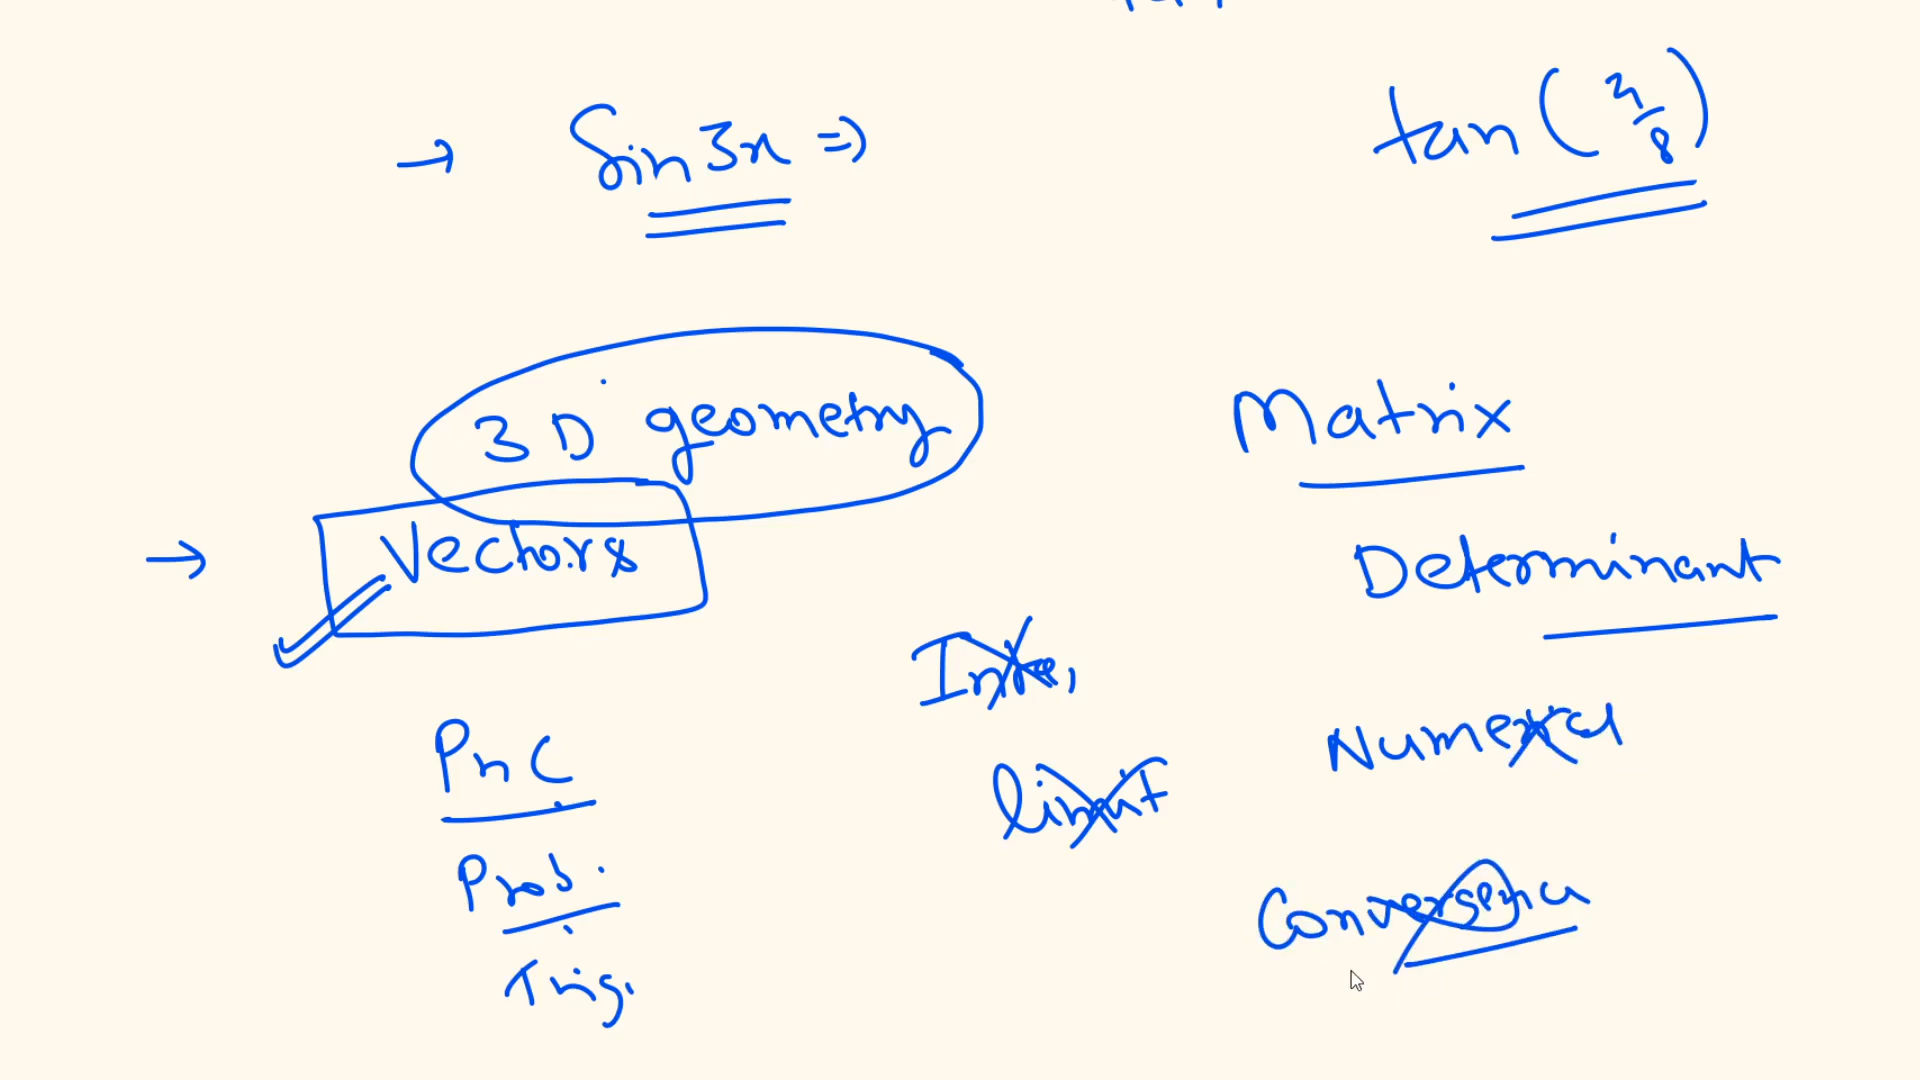 → Sin3x ⇒
tan(π/8)
3D geometry
Matrix
→ Vectors
Determinant
Inte,
Numerical
PnC
limit
Prob.
Convergence
Trig.